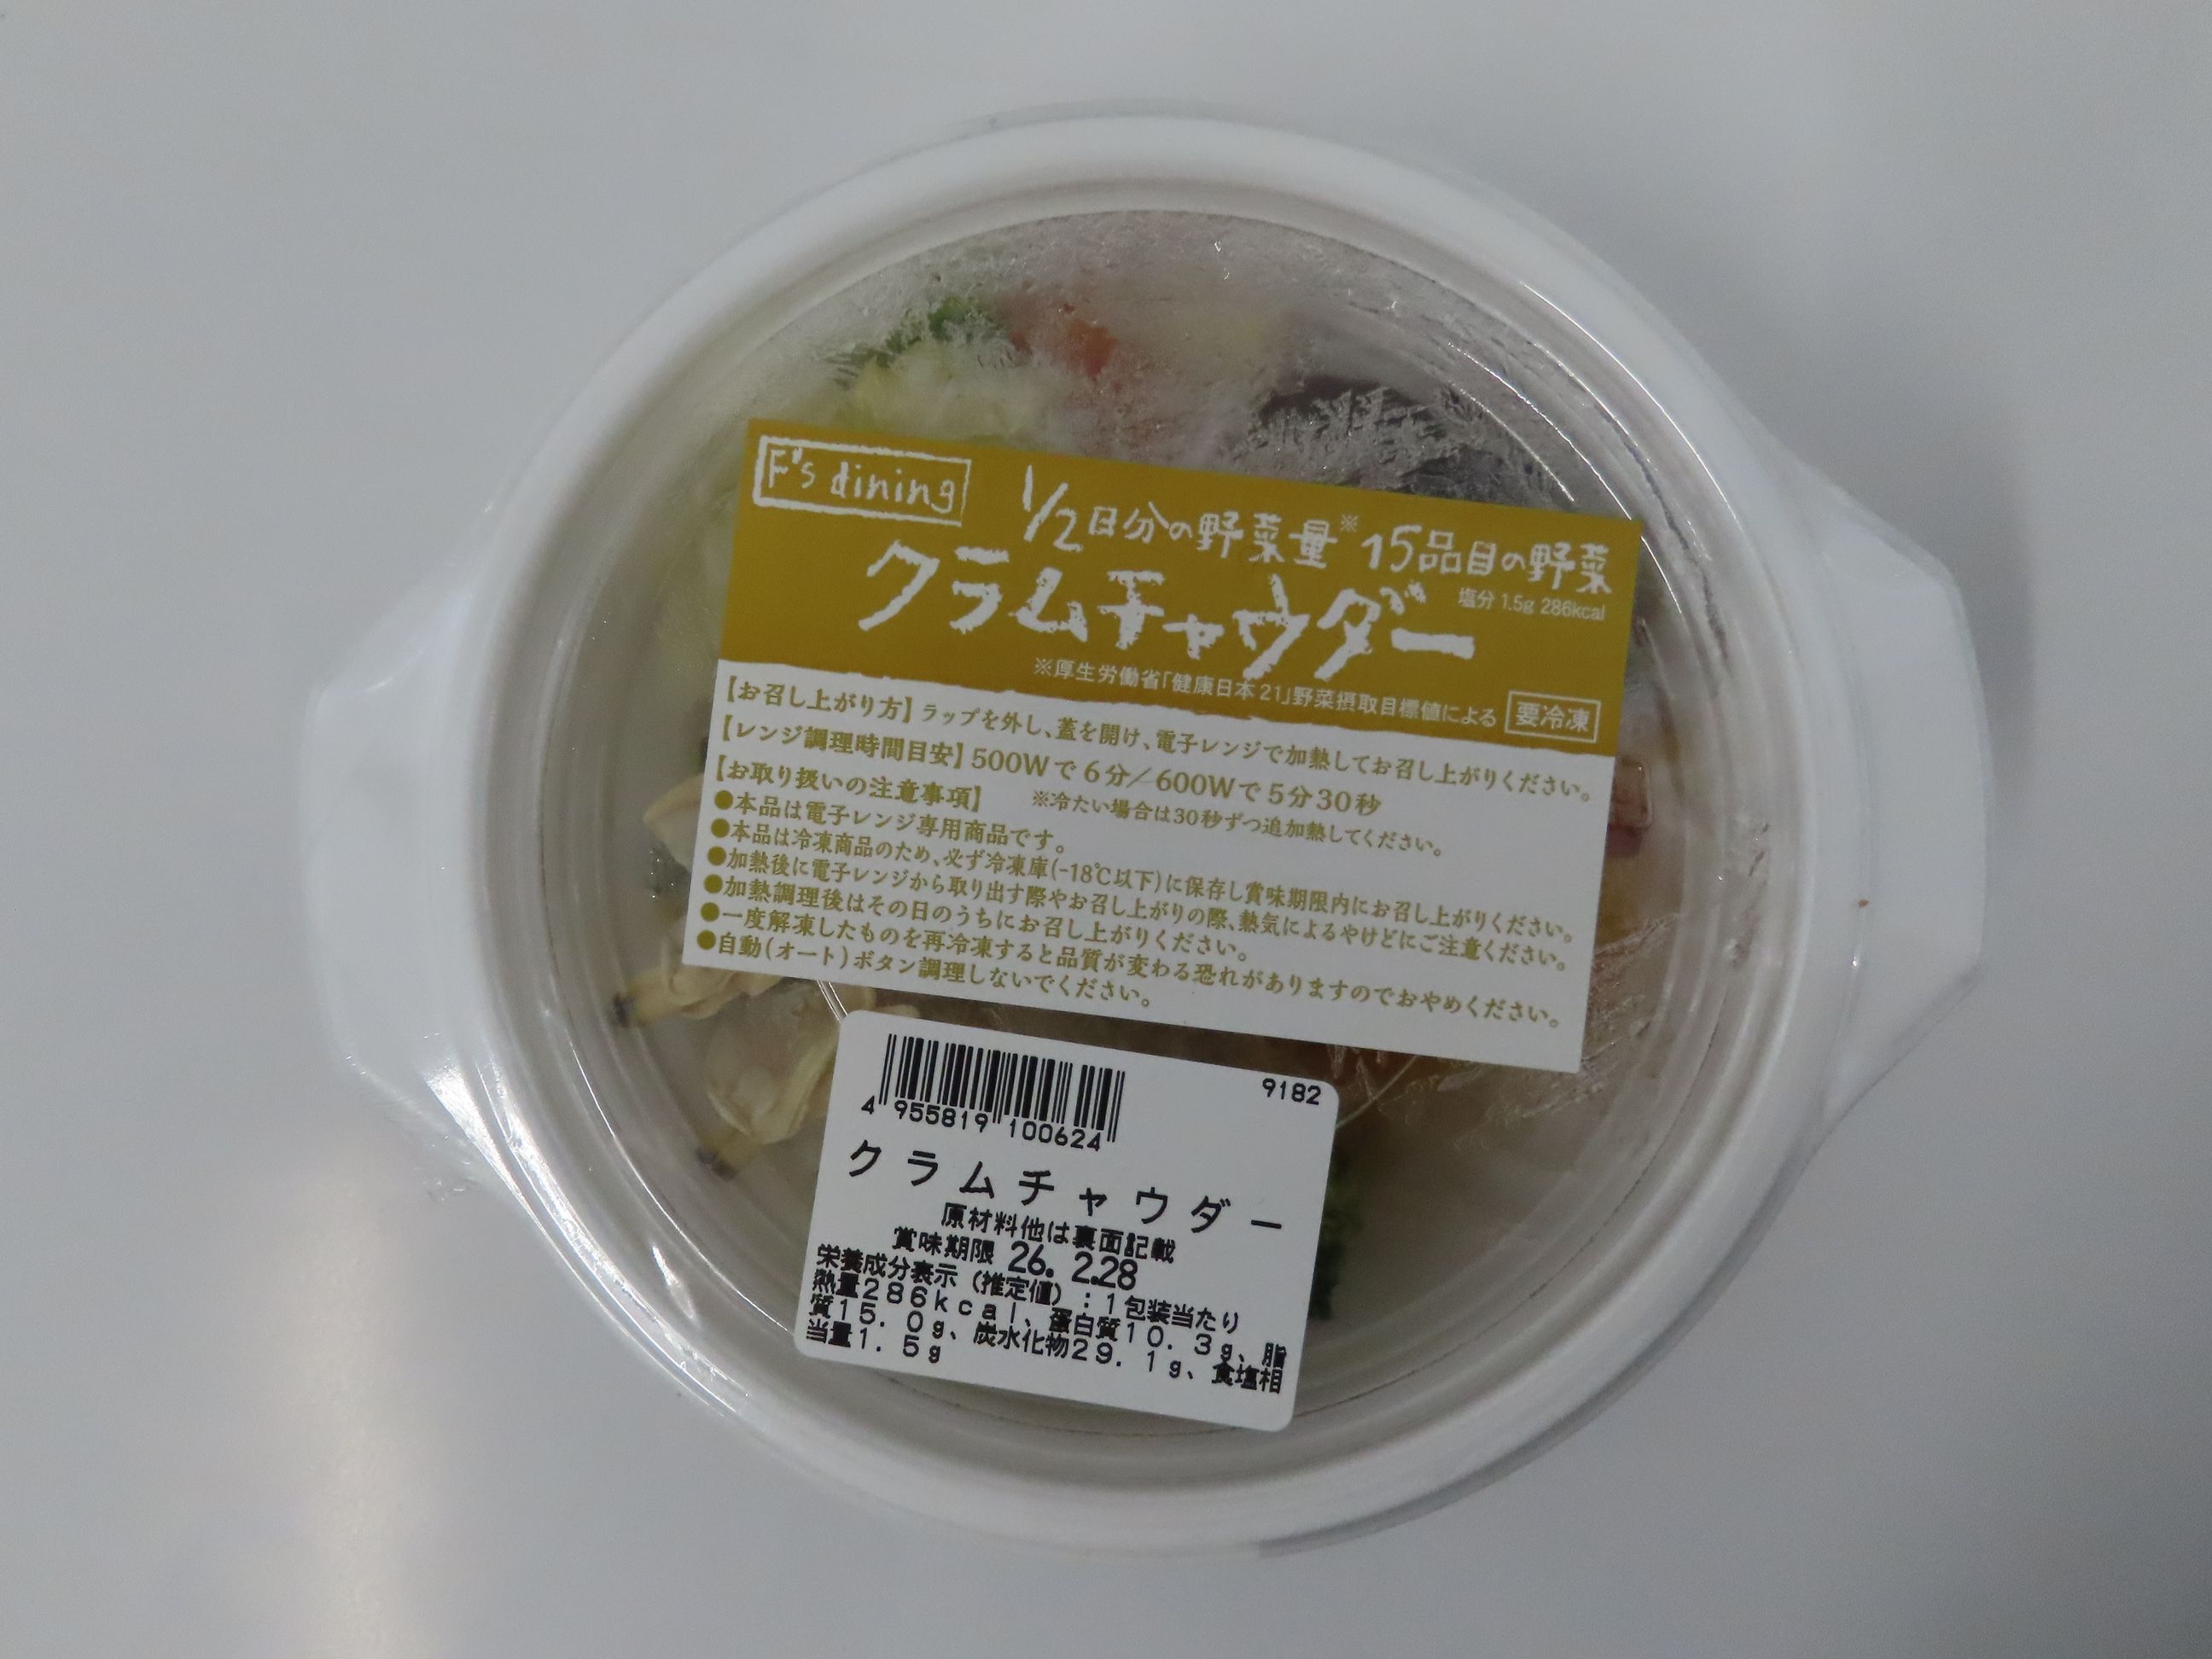 F's dining
1/2日分の野菜量※ 15品目の野菜
クラムチャウダー
塩分 1.5g 286kcal
※厚生労働省「健康日本21」野菜摂取目標値による 要冷凍
【お召し上がり方】ラップを外し、蓋を開け、電子レンジで加熱してお召し上がりください。
【レンジ調理時間目安】500Wで6分／600Wで5分30秒
※冷たい場合は30秒ずつ追加熱してください。
【お取り扱いの注意事項】
●本品は電子レンジ専用商品です。
●本品は冷凍商品のため、必ず冷凍庫(-18℃以下)に保存し賞味期限内にお召し上がりください。
●加熱後に電子レンジから取り出す際やお召し上がりの際、熱気によるやけどにご注意ください。
●加熱調理後はその日のうちにお召し上がりください。
●一度解凍したものを再冷凍すると品質が変わる恐れがありますのでおやめください。
●自動(オート)ボタン調理しないでください。
9182
4 955819 100624
クラムチャウダー
原材料他は裏面記載
賞味期限 26. 2.28
栄養成分表示（推定値）：1包装当たり
熱量286kcal、蛋白質10.3g、脂
質15.0g、炭水化物29.1g、食塩相
当量1.5g